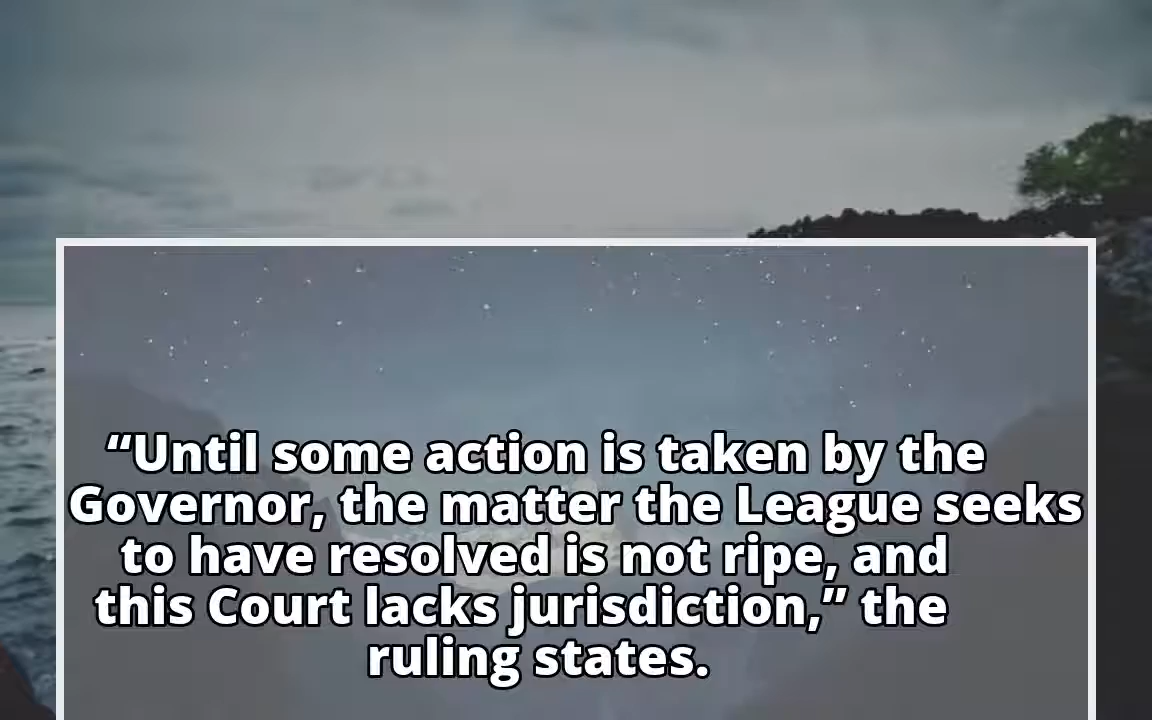 “Until some action is taken by the
Governor, the matter the League seeks
to have resolved is not ripe, and
this Court lacks jurisdiction,” the
ruling states.